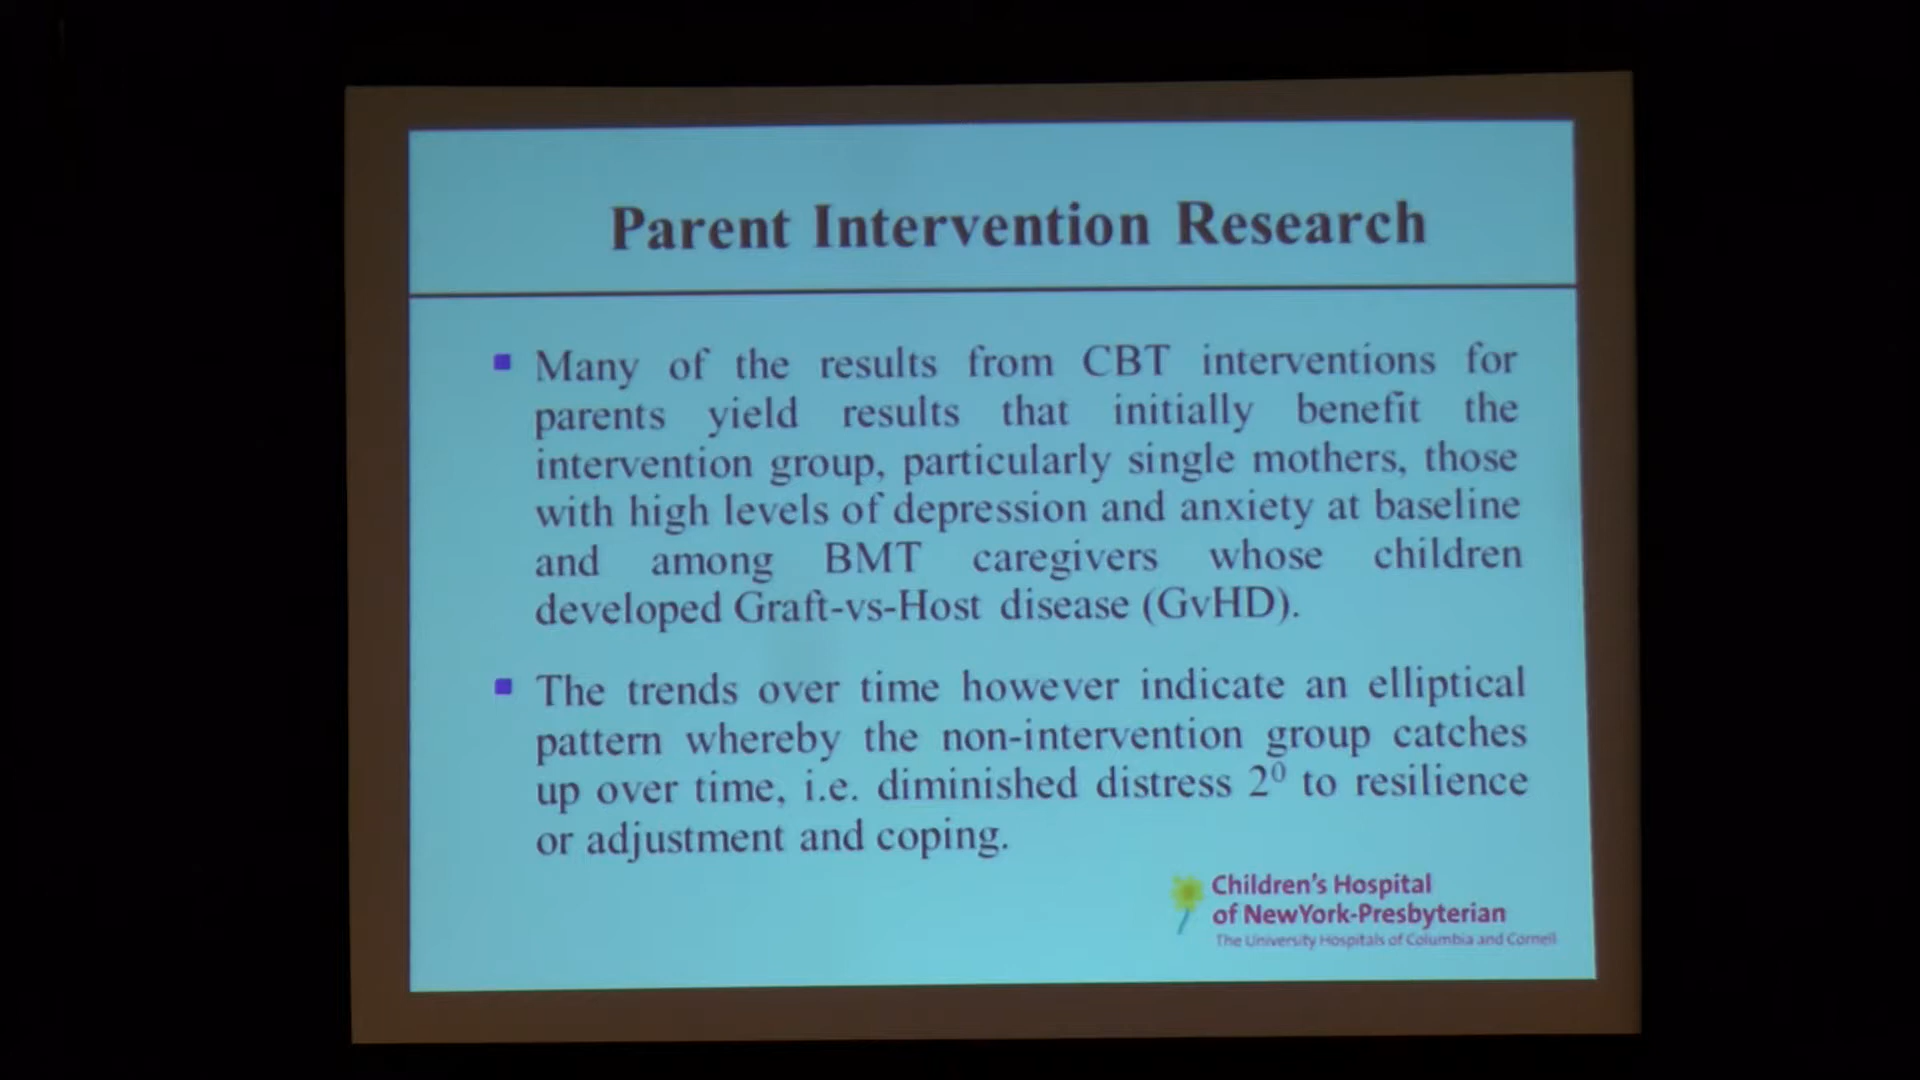 Parent Intervention Research
Many of the results from CBT interventions for
parents yield results that initially benefit the
intervention group, particularly single mothers, those
with high levels of depression and anxiety at baseline
and among BMT caregivers whose children
developed Graft-vs-Host disease (GvHD).
The trends over time however indicate an elliptical
pattern whereby the non-intervention group catches
up over time, i.e. diminished distress 2⁰ to resilience
or adjustment and coping.
Children's Hospital
of NewYork-Presbyterian
The University Hospitals of Columbia and Cornell